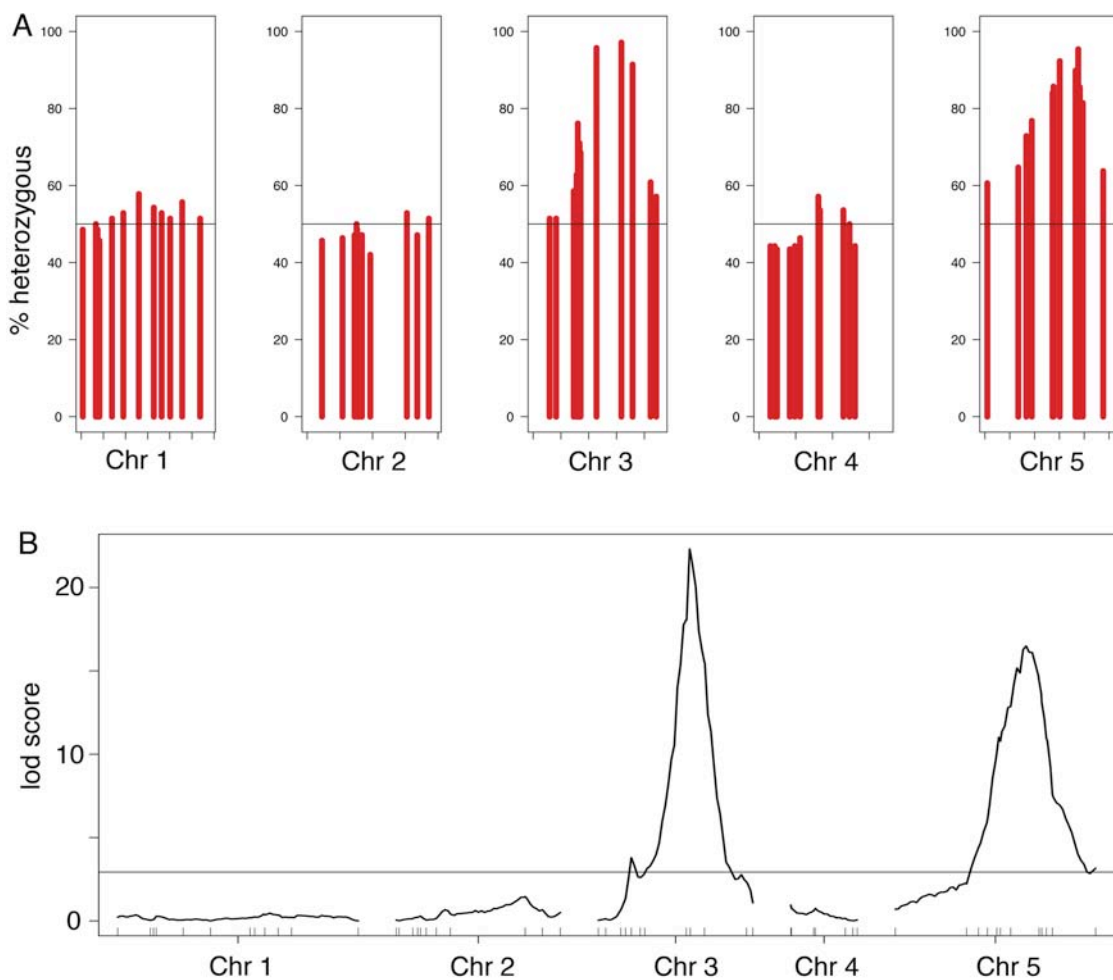 A
% heterozygous
100 100 100 100 100
80 80 80 80 80
60 60 60 60 60
40 40 40 40 40
20 20 20 20 20
0 0 0 0 0
Chr 1 Chr 2 Chr 3 Chr 4 Chr 5
B
lod score
20
10
0
Chr 1 Chr 2 Chr 3 Chr 4 Chr 5